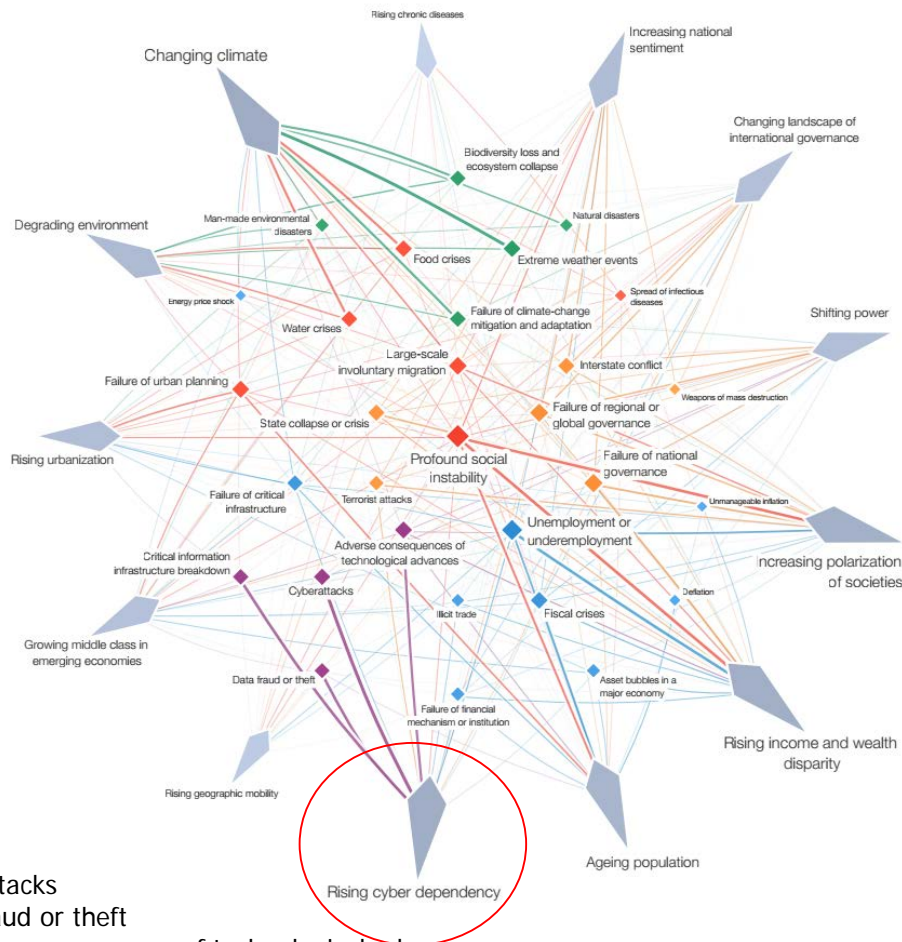 Rising chronic diseases
Increasing national
sentiment
Changing climate
Changing landscape of
international governance
Biodiversity loss and
ecosystem collapse
Degrading environment
Man-made environmental
disasters
Natural disasters
Food crises
Extreme weather events
Energy price shock
Spread of infectious
diseases
Shifting power
Water crises
Failure of climate-change
mitigation and adaptation
Large-scale
involuntary migration
Interstate conflict
Failure of urban planning
Weapons of mass destruction
State collapse or crisis
Failure of regional or
global governance
Rising urbanization
Profound social
instability
Failure of national
governance
Failure of critical
infrastructure
Terrorist attacks
Unmanageable inflation
Unemployment or
underemployment
Adverse consequences of
technological advances
Critical information
infrastructure breakdown
Increasing polarization
of societies
Cyberattacks
Illicit trade
Fiscal crises
Deflation
Growing middle class in
emerging economies
Data fraud or theft
Asset bubbles in a
major economy
Failure of financial
mechanism or institution
Rising income and wealth
disparity
Rising geographic mobility
Ageing population
Rising cyber dependency
or theft